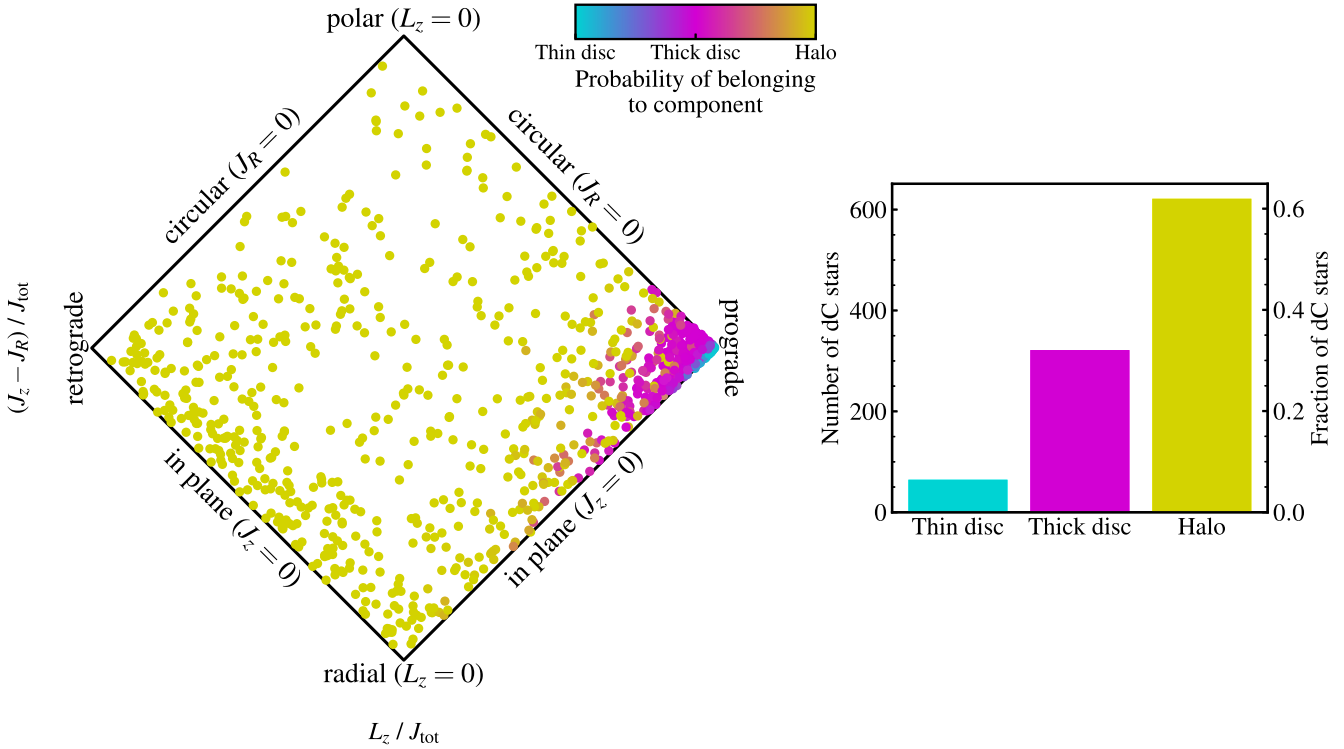 polar (L_z = 0)
Thin disc Thick disc Halo
Probability of belonging
to component
circular (J_R = 0)
circular (J_R = 0)
(J_z − J_R) / J_tot
retrograde
prograde
in plane (J_z = 0)
in plane (J_z = 0)
radial (L_z = 0)
L_z / J_tot
Number of dC stars
600
400
200
0
Thin disc Thick disc Halo
0.6
0.4
0.2
0.0
Fraction of dC stars